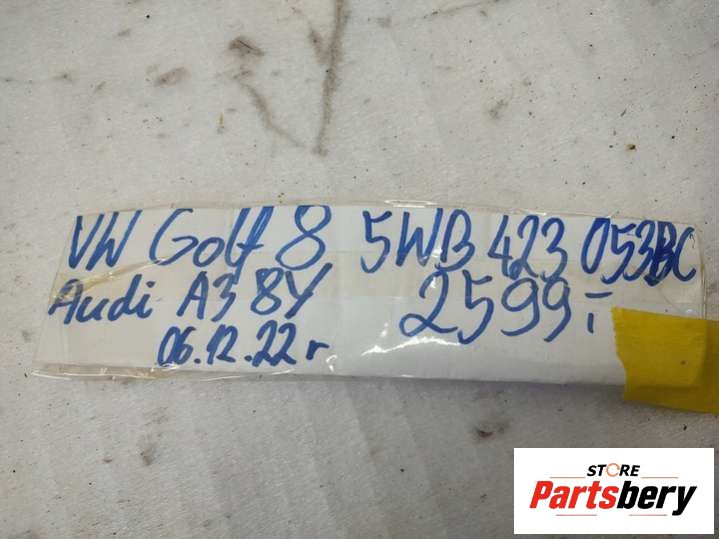 VW Golf 8 5WB 423 053BC
Audi A3 8Y 2599,-
06.12.22 r
STORE
Partsbery